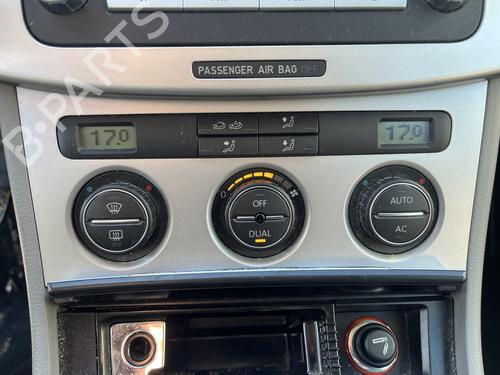 PASSENGER AIR BAG OFF
17.0
17.0
O
OFF
DUAL
AUTO
AC
B-PARTS